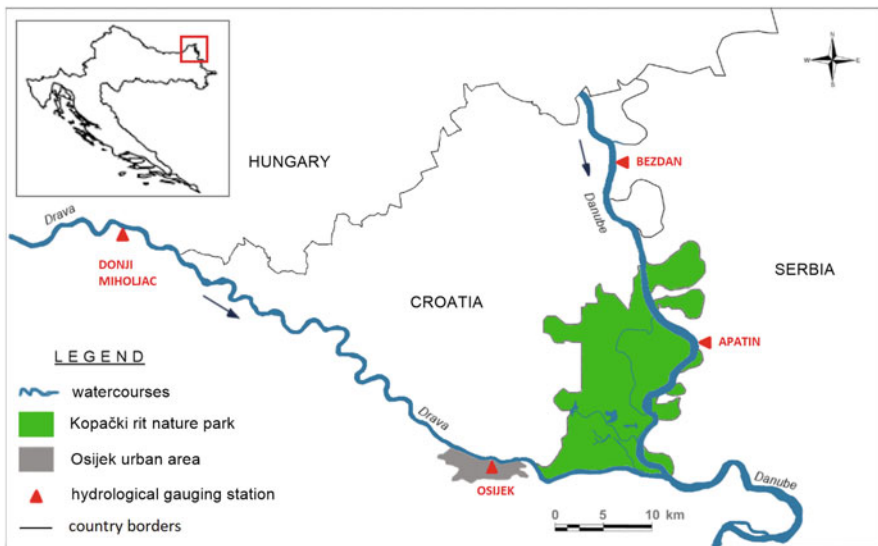 N
W
E
S
HUNGARY
BEZDAN
Drava
Danube
DONJI
MIHOLJAC
SERBIA
CROATIA
APATIN
LEGEND
watercourses
Kopački rit nature park
Osijek urban area
hydrological gauging station
country borders
Drava
OSIJEK
Danube
0 5 10 km